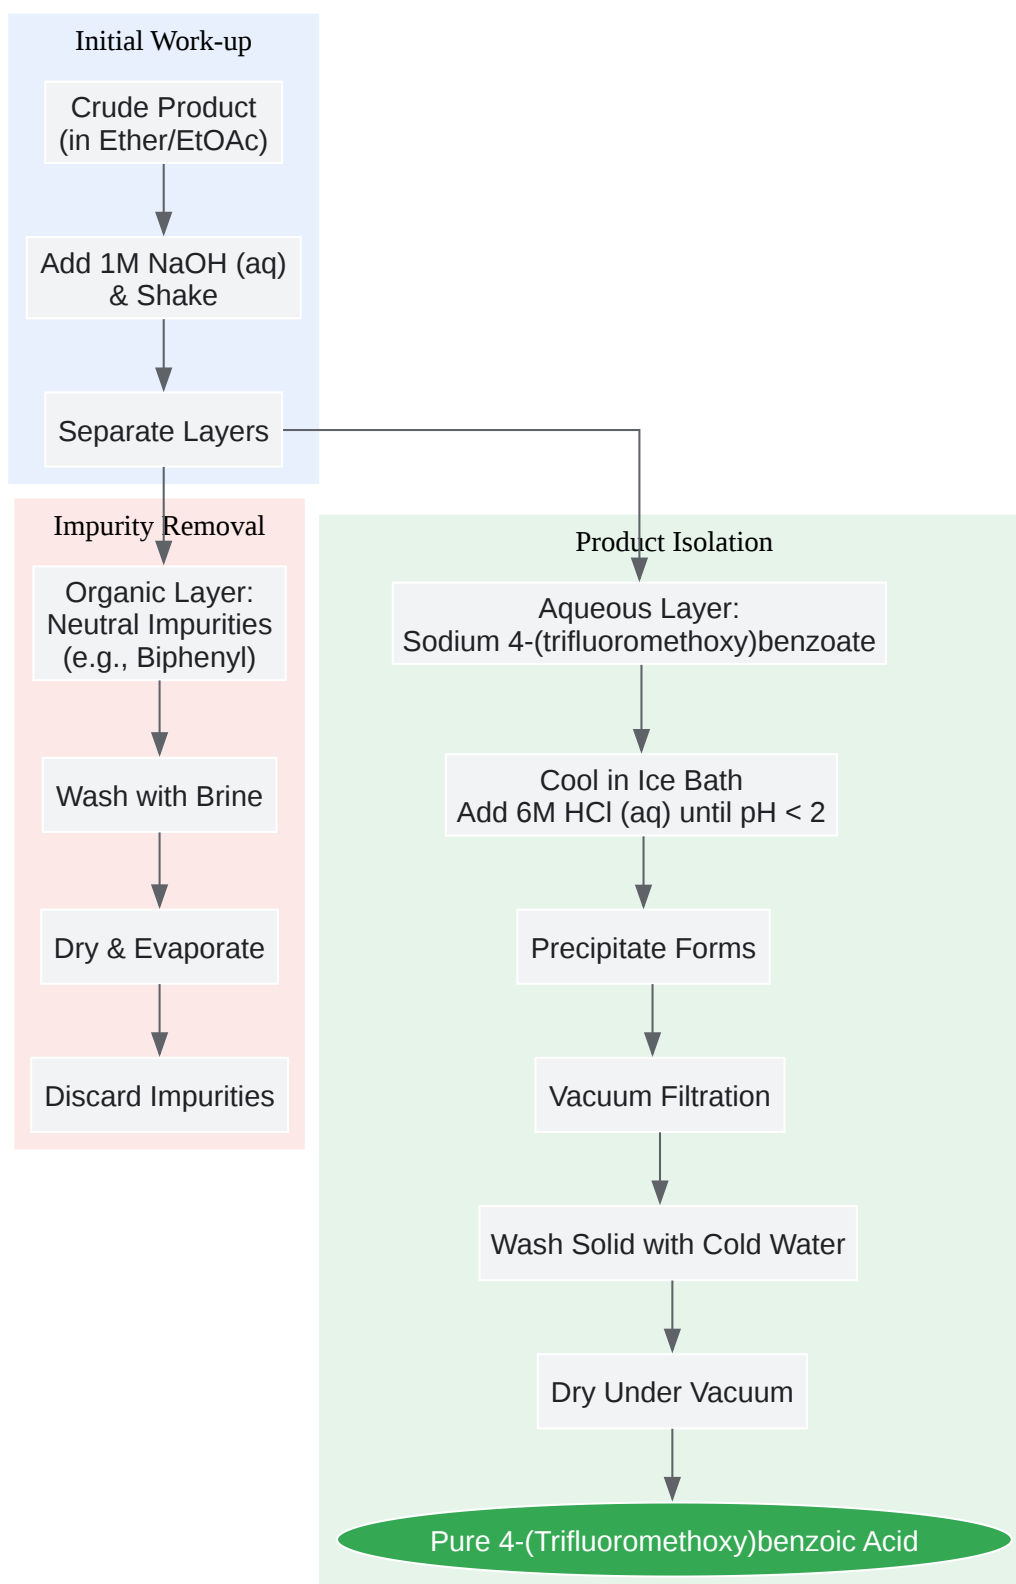 Initial Work-up
Crude Product
(in Ether/EtOAc)
Add 1M NaOH (aq)
& Shake
Separate Layers
Impurity Removal
Organic Layer:
Neutral Impurities
(e.g., Biphenyl)
Wash with Brine
Dry & Evaporate
Discard Impurities
Product Isolation
Aqueous Layer:
Sodium 4-(trifluoromethoxy)benzoate
Cool in Ice Bath
Add 6M HCl (aq) until pH < 2
Precipitate Forms
Vacuum Filtration
Wash Solid with Cold Water
Dry Under Vacuum
Pure 4-(Trifluoromethoxy)benzoic Acid